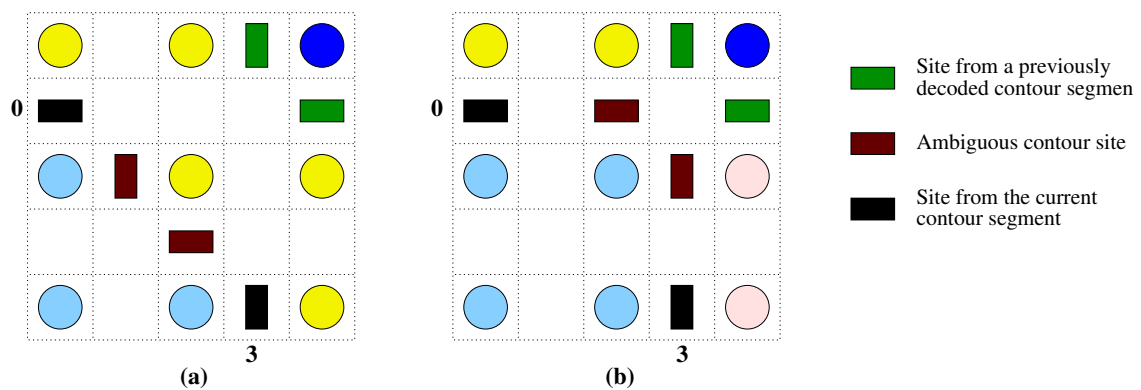 0
3
(a)
0
3
(b)
Site from a previously
decoded contour segmen
Ambiguous contour site
Site from the current
contour segment